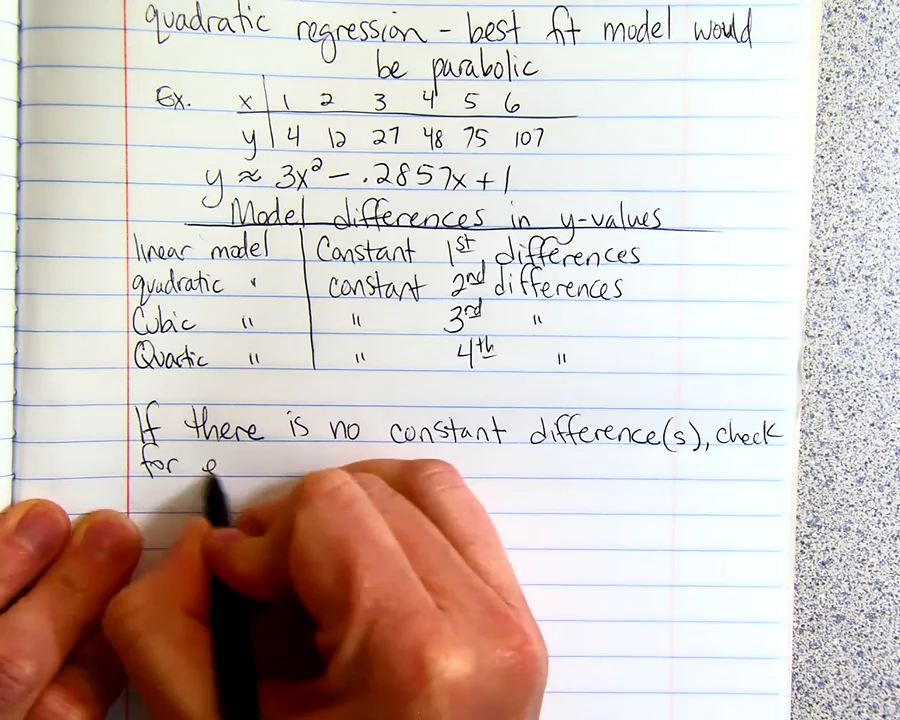 quadratic regression - best fit model would
be parabolic
Ex. x | 1 2 3 4 5 6
y | 4 12 27 48 75 107
y ≈ 3x² - .2857x + 1
Model differences in y-values
linear model | Constant 1st differences
quadratic " | constant 2nd differences
Cubic " | " 3rd "
Quartic " | " 4th "
If there is no constant difference(s), check
for e